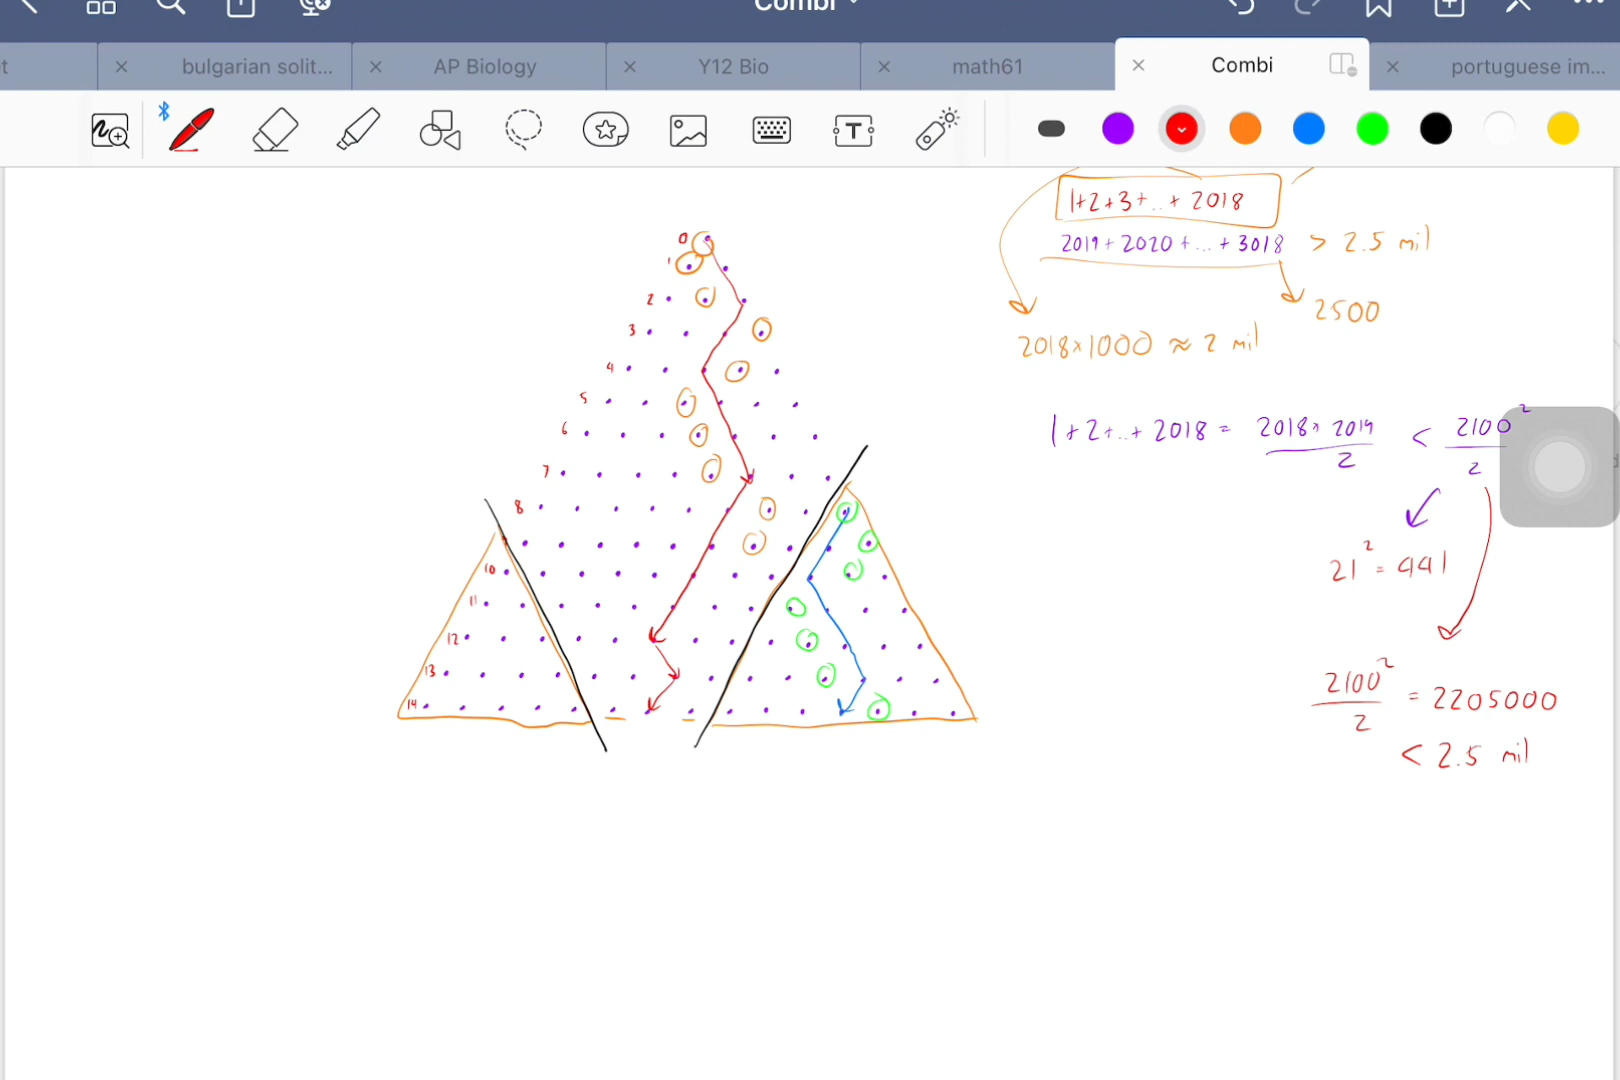 Combi
t
bulgarian solit...
AP Biology
Y12 Bio
math61
Combi
portuguese im...
1+2+3+..+ 2018
2019+2020+...+3018 > 2.5 mil
2500
2018×1000 ≈ 2 mil
1+2+..+2018 = 2018×2019/2 < 2100²/2
21² = 441
2100²/2 = 2205000
< 2.5 mil
0
1
2
3
4
5
6
7
8
10
11
12
13
14